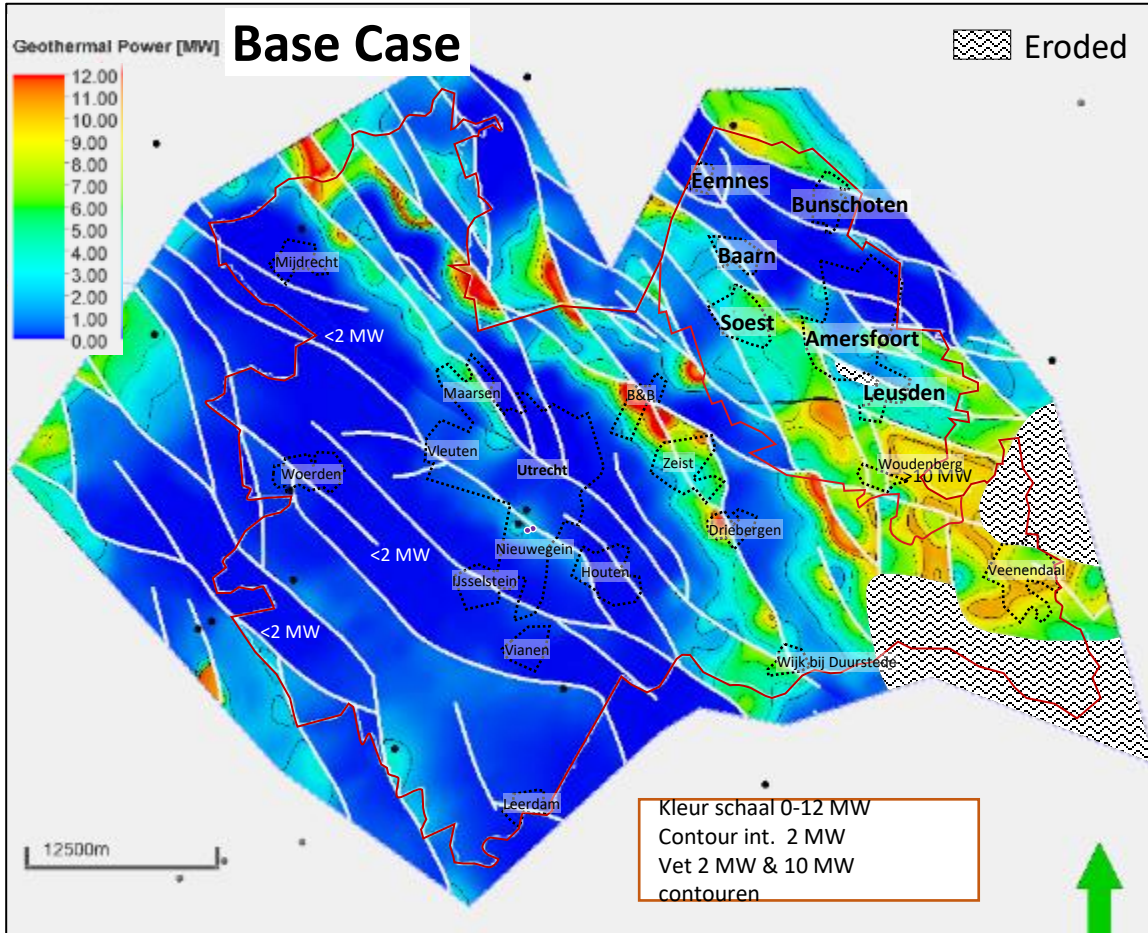 Base Case
Geothermal Power [MW]
12.00
11.00
10.00
9.00
8.00
7.00
6.00
5.00
4.00
3.00
2.00
1.00
0.00
Eroded
Eemnes
Bunschoten
Mijdrecht
Baarn
Soest
<2 MW
Amersfoort
Maarsen
B&B
Leusden
Vleuten
Utrecht
Zeist
Woudenberg
Woerden
10 MW
Driebergen
<2 MW
Nieuwegein
Houten
IJsselstein
Veenendaal
<2 MW
Vianen
Wijk bij Duurstede
Leerdam
12500m
Kleur schaal 0-12 MW
Contour int. 2 MW
Vet 2 MW & 10 MW
contouren